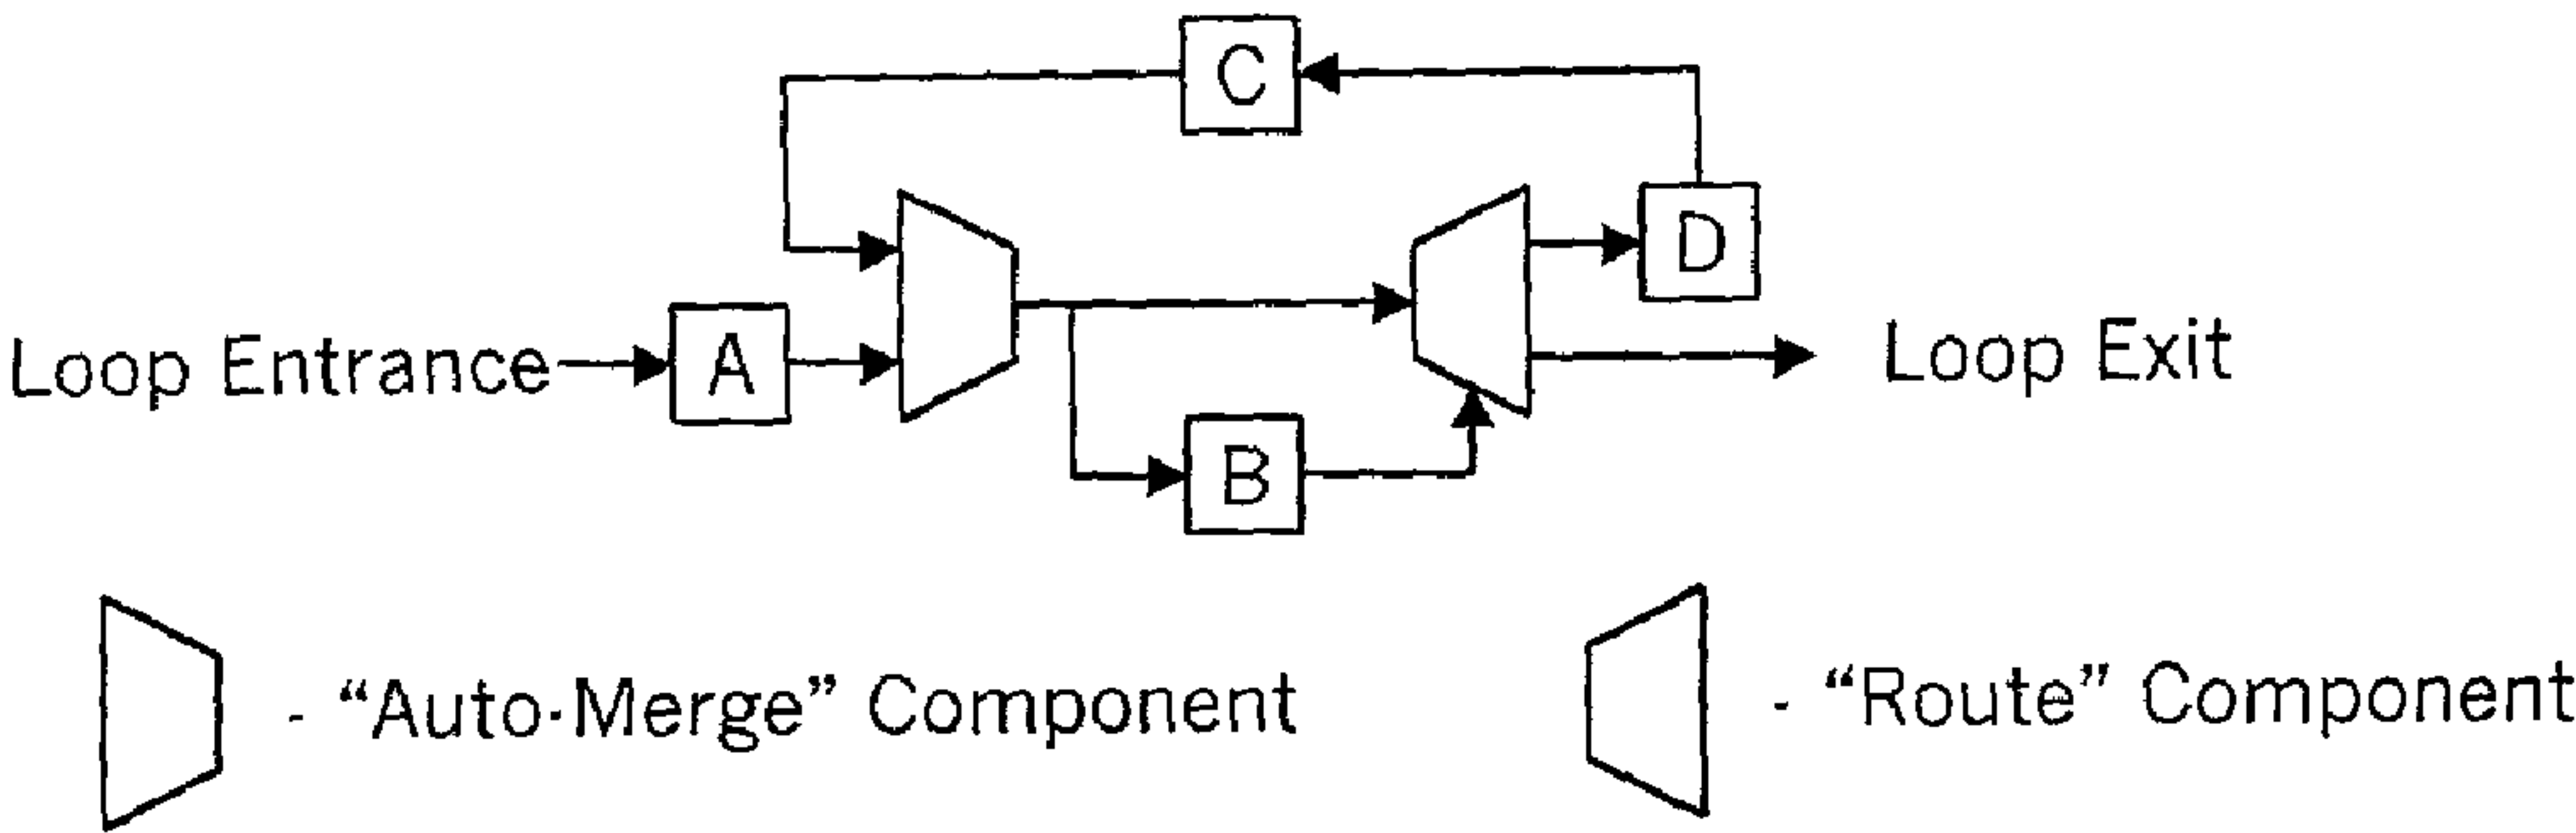 C
D
Loop Entrance
A
Loop Exit
B
- “Auto-Merge” Component
- “Route” Component